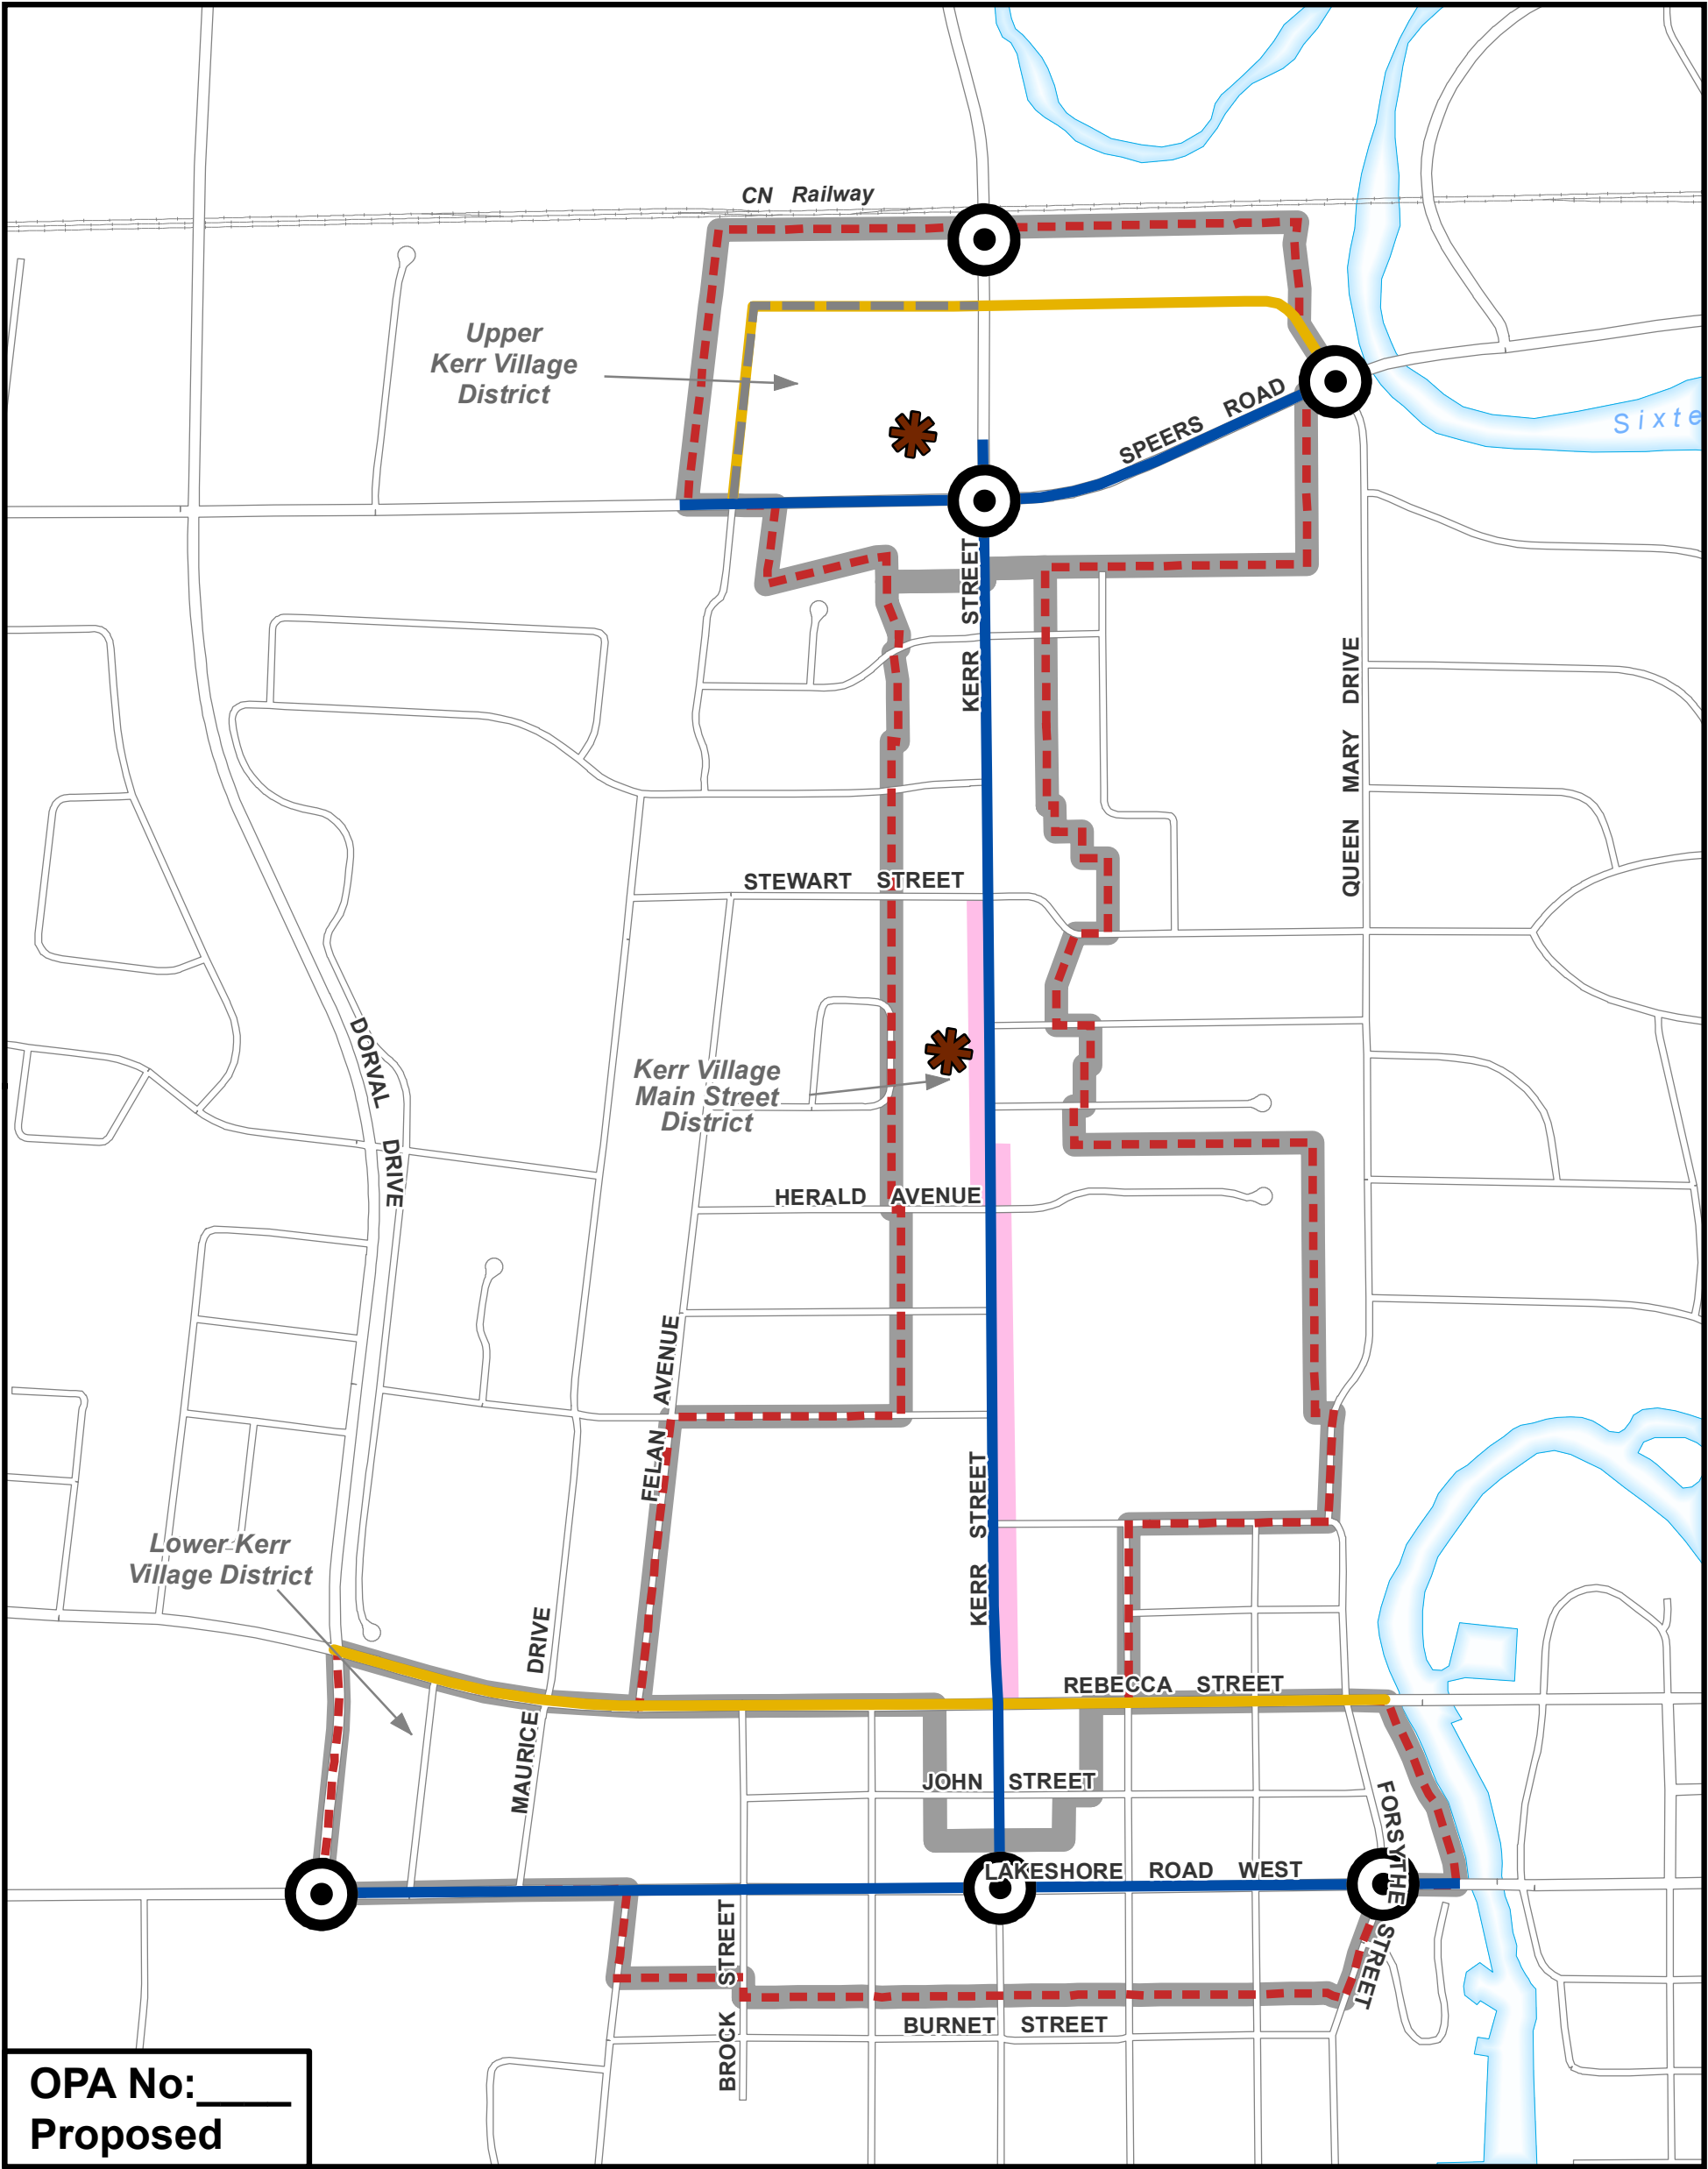 CN Railway
Upper
Kerr Village
District
SPEERS ROAD
Sixte
KERR STREET
QUEEN MARY DRIVE
STEWART STREET
DORVAL DRIVE
Kerr Village
Main Street
District
HERALD AVENUE
FELAN AVENUE
KERR STREET
Lower Kerr
Village District
MAURICE DRIVE
REBECCA STREET
JOHN STREET
FORSYTHE STREET
LAKESHORE ROAD WEST
BROCK STREET
BURNET STREET
OPA No:____
Proposed